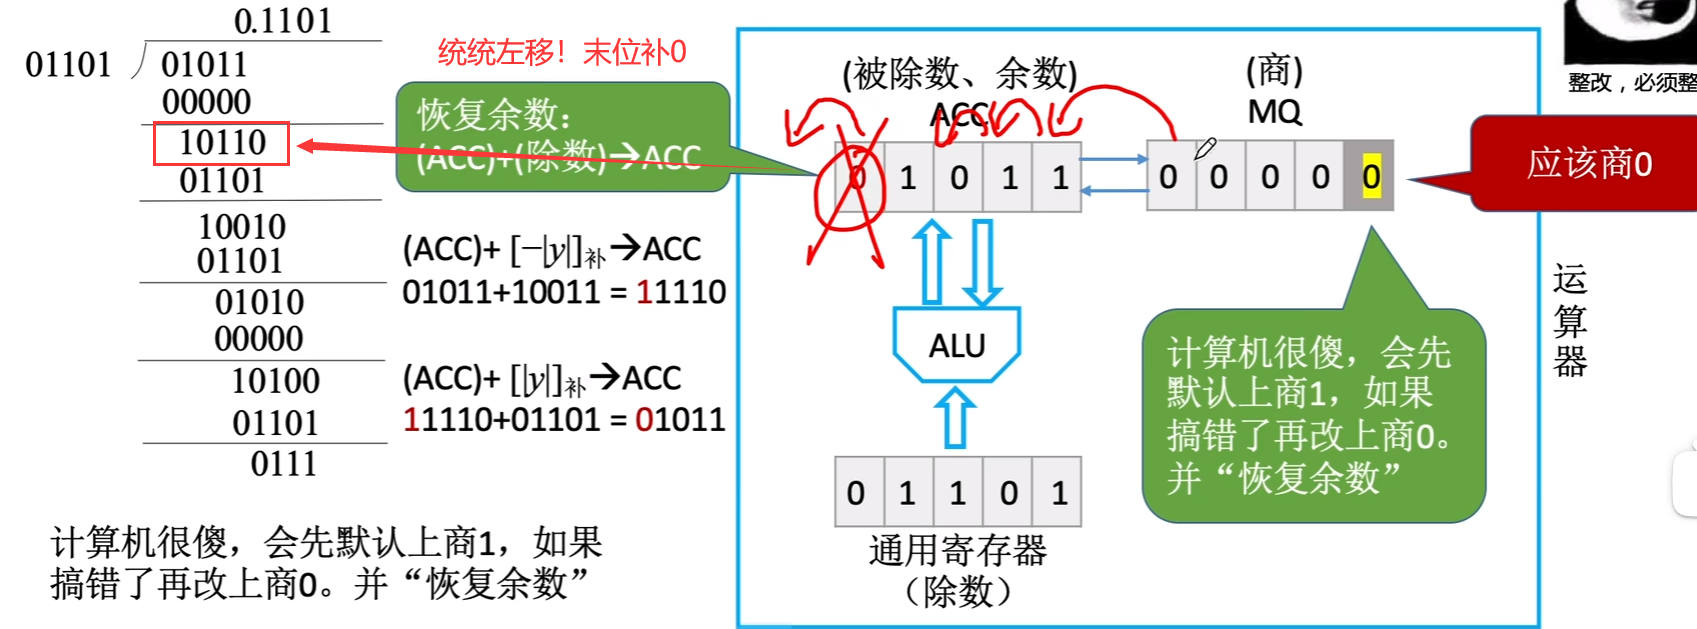 0.1101
01101
01011
00000
10110
01101
10010
01101
01010
00000
10100
01101
0111
统统左移！末位补0
恢复余数：
(ACC)+(除数)→ACC
(ACC)+ [−|y|]补→ACC
01011+10011 = 11110
(ACC)+ [|y|]补→ACC
11110+01101 = 01011
计算机很傻，会先默认上商1，如果
搞错了再改上商0。并“恢复余数”
(被除数、余数)
ACC
0 1 0 1 1
(商)
MQ
0 0 0 0 0
ALU
0 1 1 0 1
通用寄存器
（除数）
应该商0
计算机很傻，会先
默认上商1，如果
搞错了再改上商0。
并“恢复余数”
运
算
器
整改，必须整